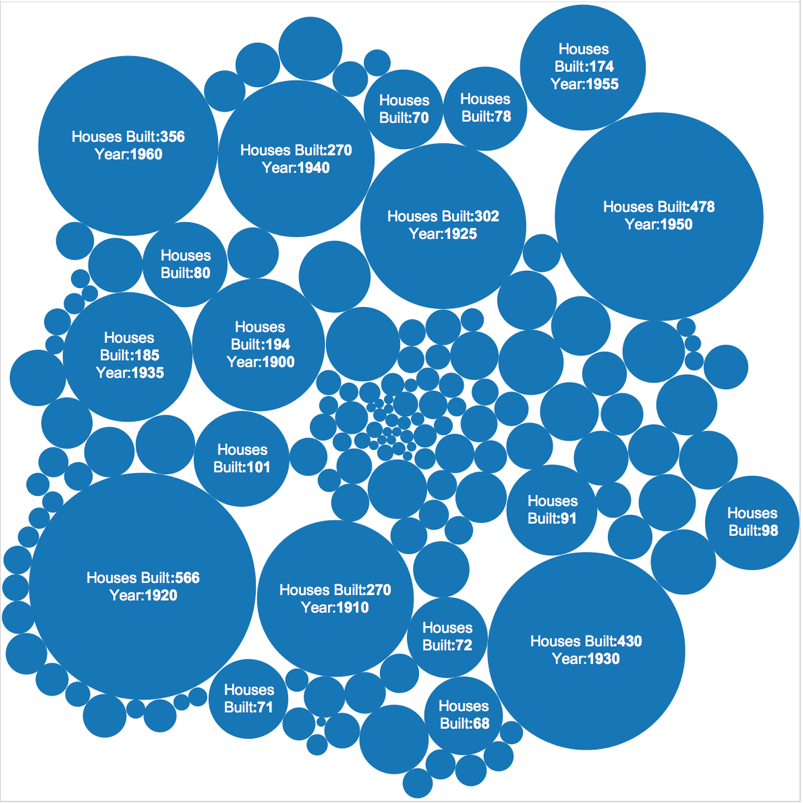 Houses
Built:174
Year:1955
Houses
Built:70
Houses
Built:78
Houses Built:356
Year:1960
Houses Built:270
Year:1940
Houses Built:302
Year:1925
Houses Built:478
Year:1950
Houses
Built:80
Houses
Built:185
Year:1935
Houses
Built:194
Year:1900
Houses
Built:101
Houses
Built:91
Houses
Built:98
Houses Built:566
Year:1920
Houses Built:270
Year:1910
Houses
Built:72
Houses Built:430
Year:1930
Houses
Built:71
Houses
Built:68